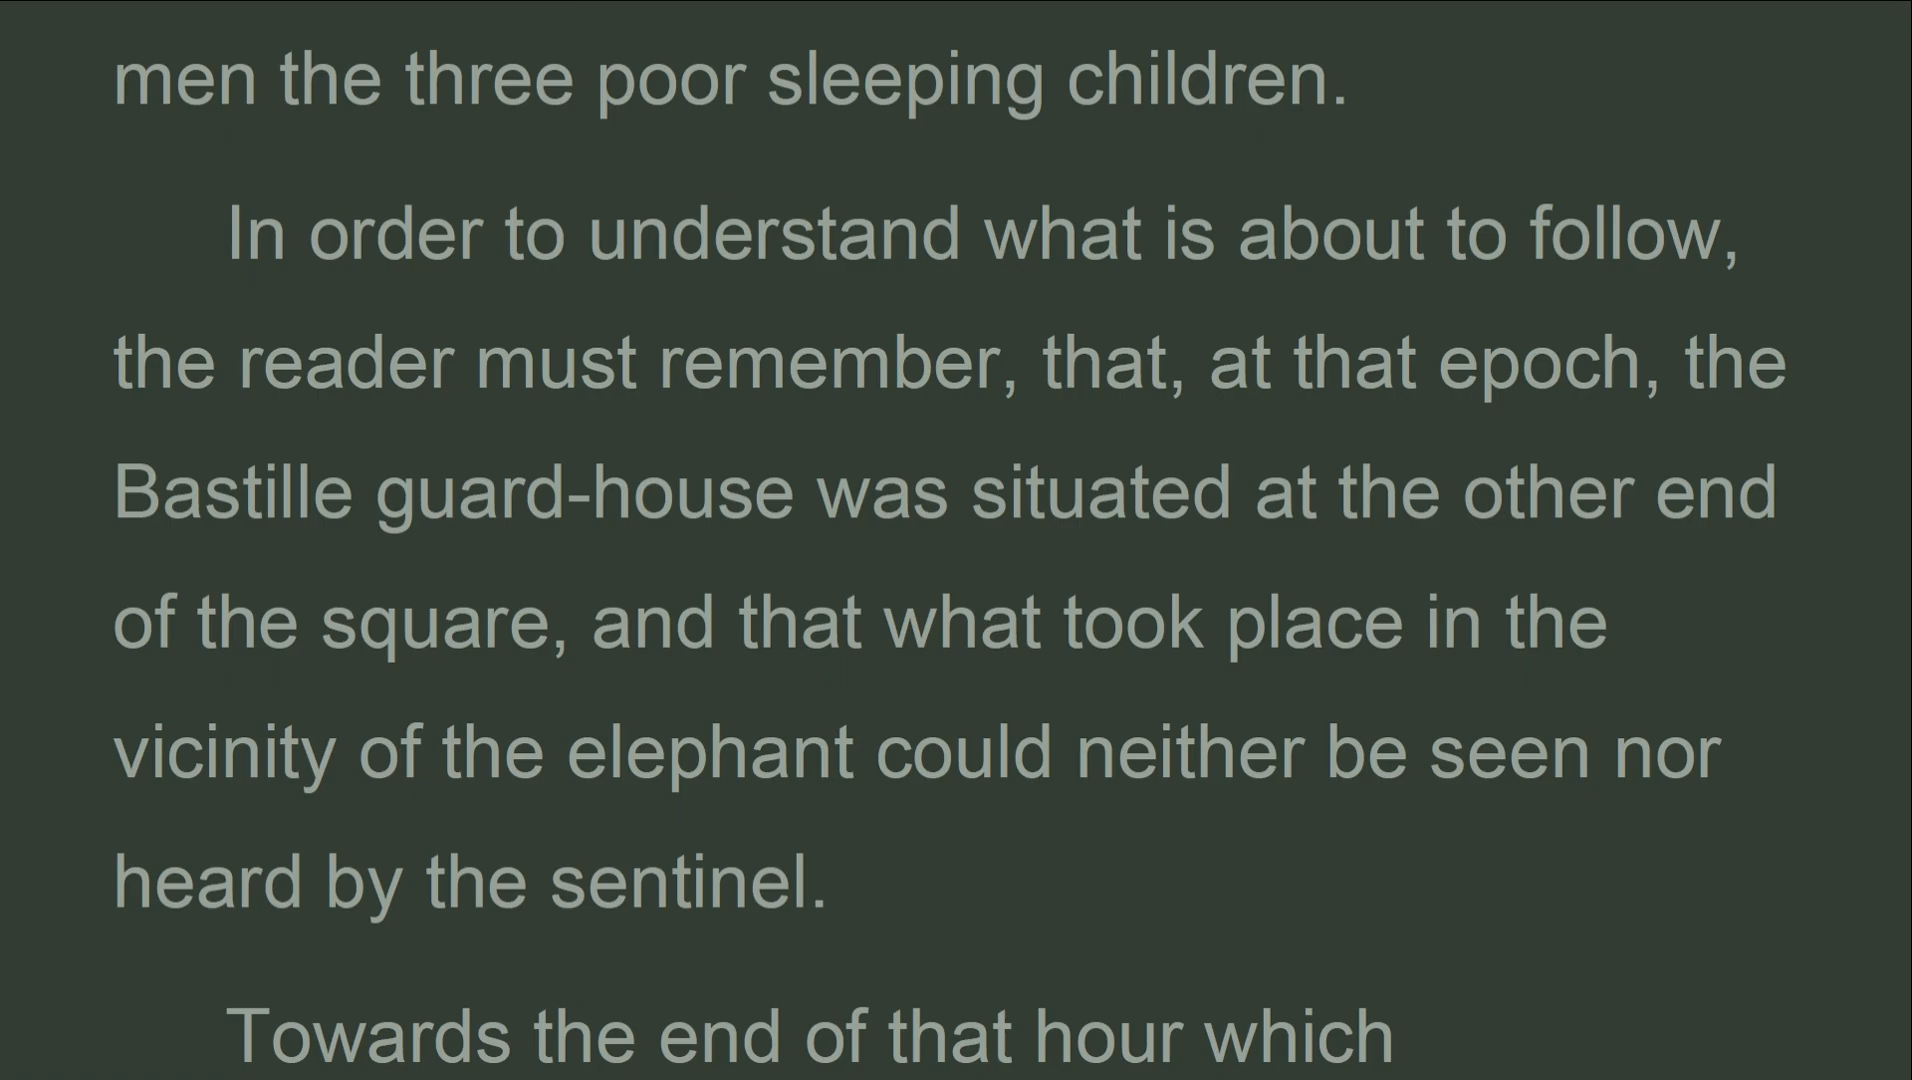 men the three poor sleeping children.
In order to understand what is about to follow,
the reader must remember, that, at that epoch, the
Bastille guard-house was situated at the other end
of the square, and that what took place in the
vicinity of the elephant could neither be seen nor
heard by the sentinel.
Towards the end of that hour which